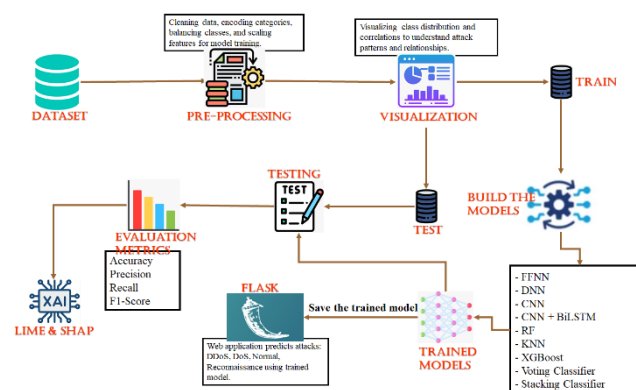 Cleaning data, encoding categories,
balancing classes, and scaling
features for model training.
Visualizing class distribution and
correlations to understand attack
patterns and relationships.
DATASET
PRE-PROCESSING
VISUALIZATION
TRAIN
TESTING
TEST
TEST
BUILD THE
MODELS
EVALUATION
METRICS
Accuracy
Precision
Recall
F1-Score
XAI
LIME & SHAP
FLASK
Save the trained model
Web application predicts attacks:
DDoS, DoS, Normal,
Reconnaissance using trained
model.
TRAINED
MODELS
- FFNN
- DNN
- CNN
- CNN + BiLSTM
- RF
- KNN
- XGBoost
- Voting Classifier
- Stacking Classifier